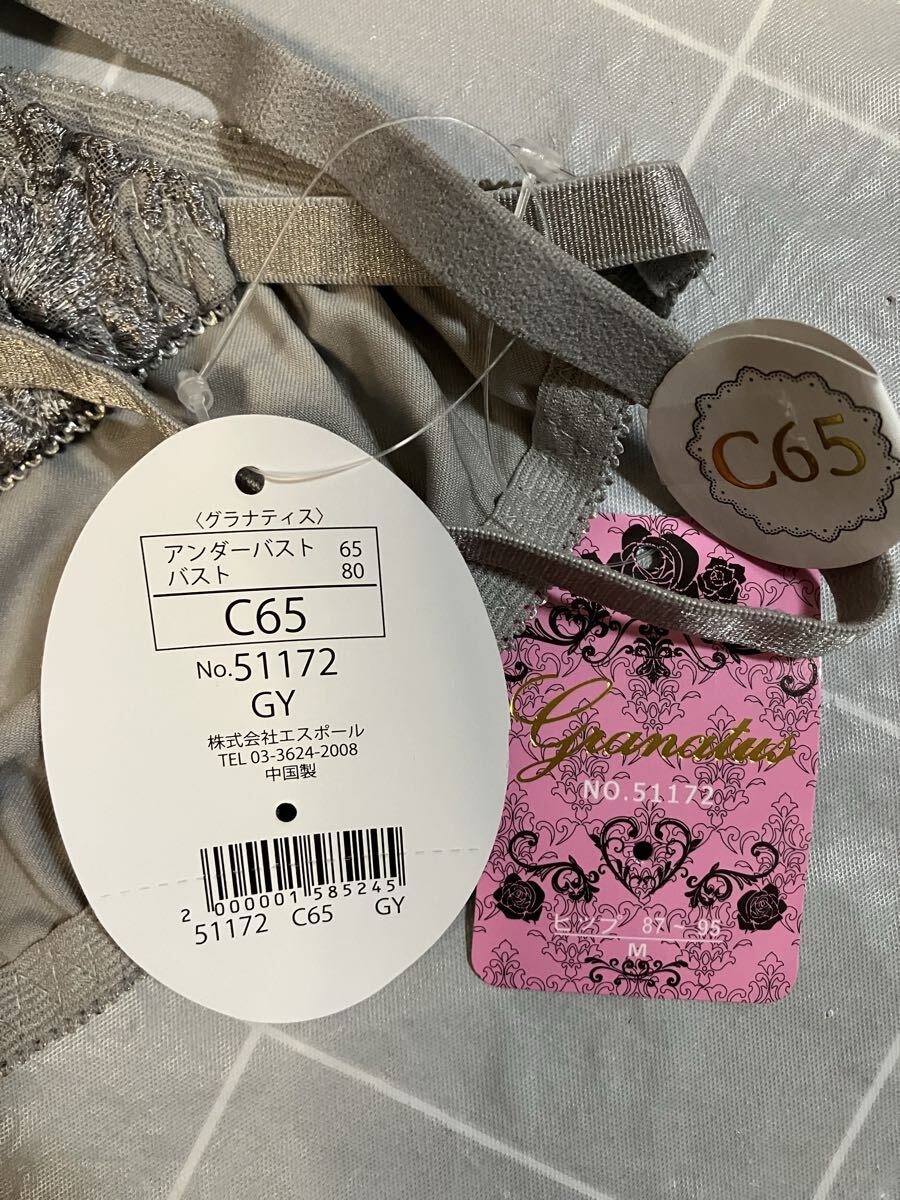 〈グラナティス〉
アンダーバスト 65
バスト 80
C65
No.51172
GY
株式会社エスポール
TEL 03-3624-2008
中国製
2 000001 585245
51172 C65 GY
C65
Granatus
NO.51172
ヒップ 87～95
M